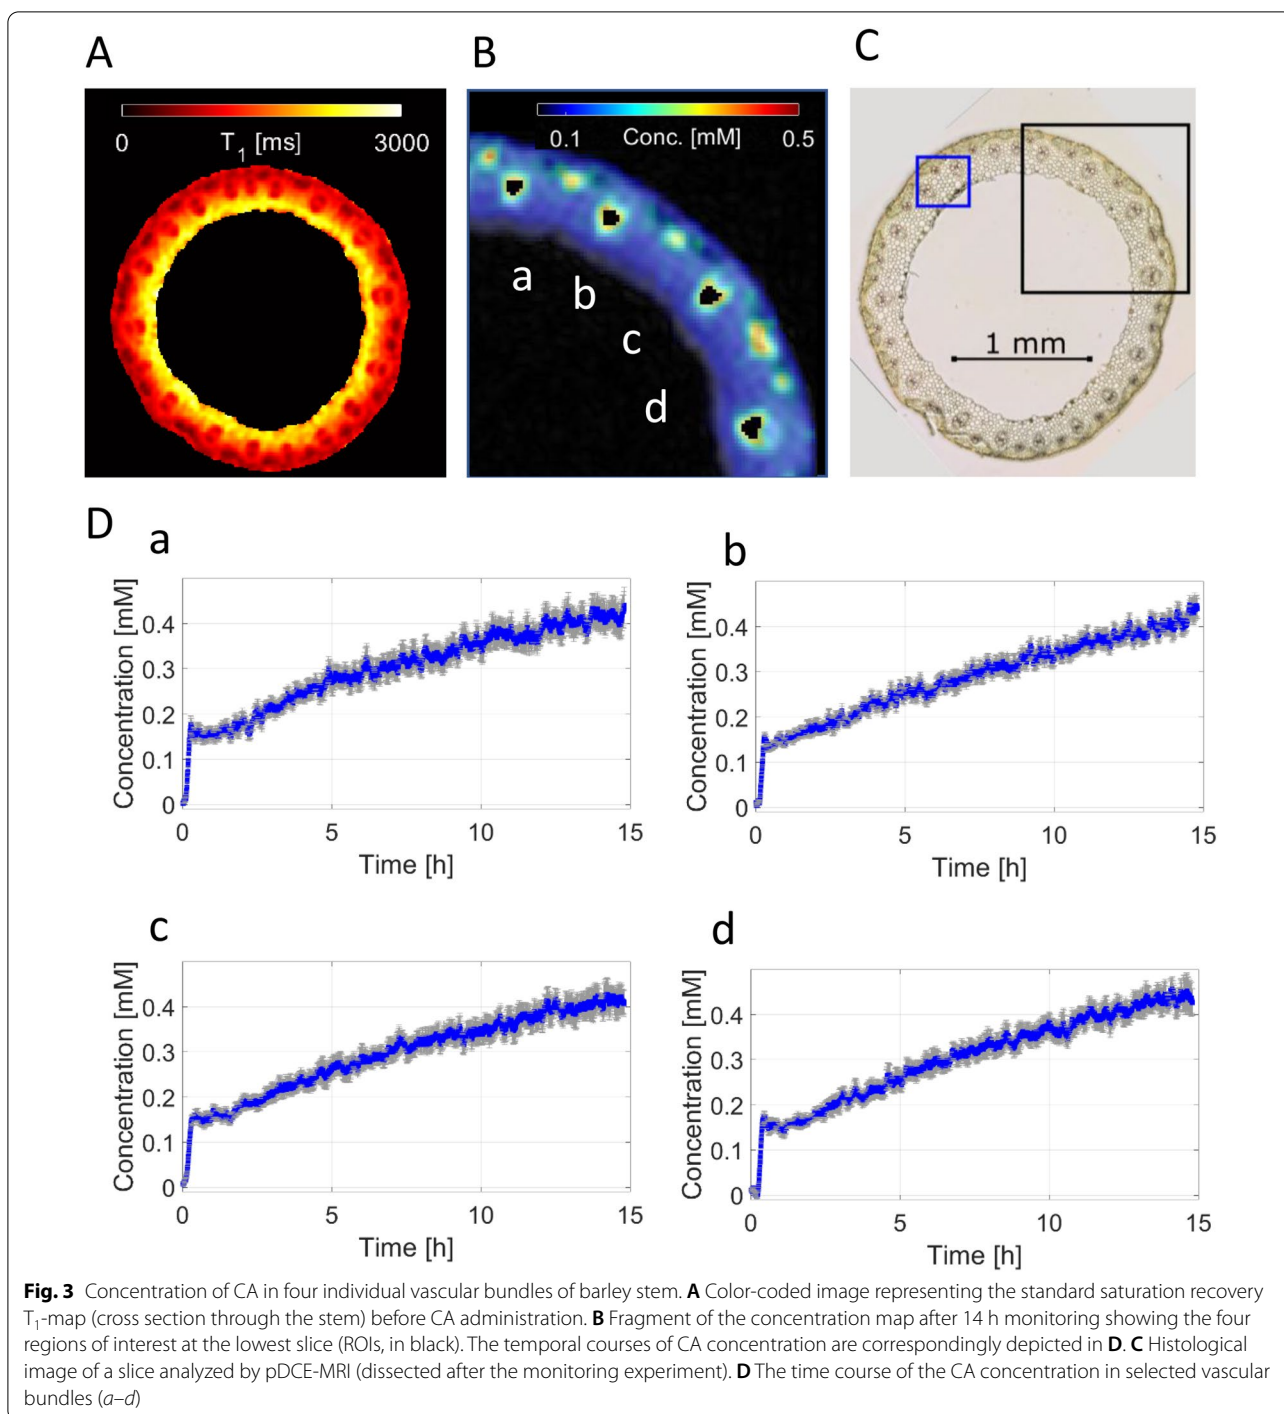 A
B
C
0
T1 [ms]
3000
0.1
Conc. [mM]
0.5
a
b
c
d
1 mm
D
a
Concentration [mM]
0.4
0.3
0.2
0.1
0
0
5
10
15
Time [h]
b
Concentration [mM]
0.4
0.3
0.2
0.1
0
0
5
10
15
Time [h]
c
Concentration [mM]
0.4
0.3
0.2
0.1
0
0
5
10
15
Time [h]
d
Concentration [mM]
0.4
0.3
0.2
0.1
0
0
5
10
15
Time [h]
Fig. 3 Concentration of CA in four individual vascular bundles of barley stem. A Color-coded image representing the standard saturation recovery
T1-map (cross section through the stem) before CA administration. B Fragment of the concentration map after 14 h monitoring showing the four
regions of interest at the lowest slice (ROIs, in black). The temporal courses of CA concentration are correspondingly depicted in D. C Histological
image of a slice analyzed by pDCE-MRI (dissected after the monitoring experiment). D The time course of the CA concentration in selected vascular
bundles (a–d)